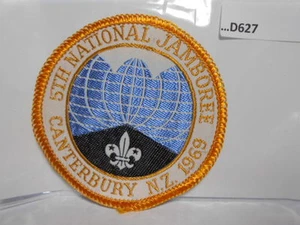 ...D627
5TH NATIONAL JAMBOREE
CANTERBURY N.Z. 1969